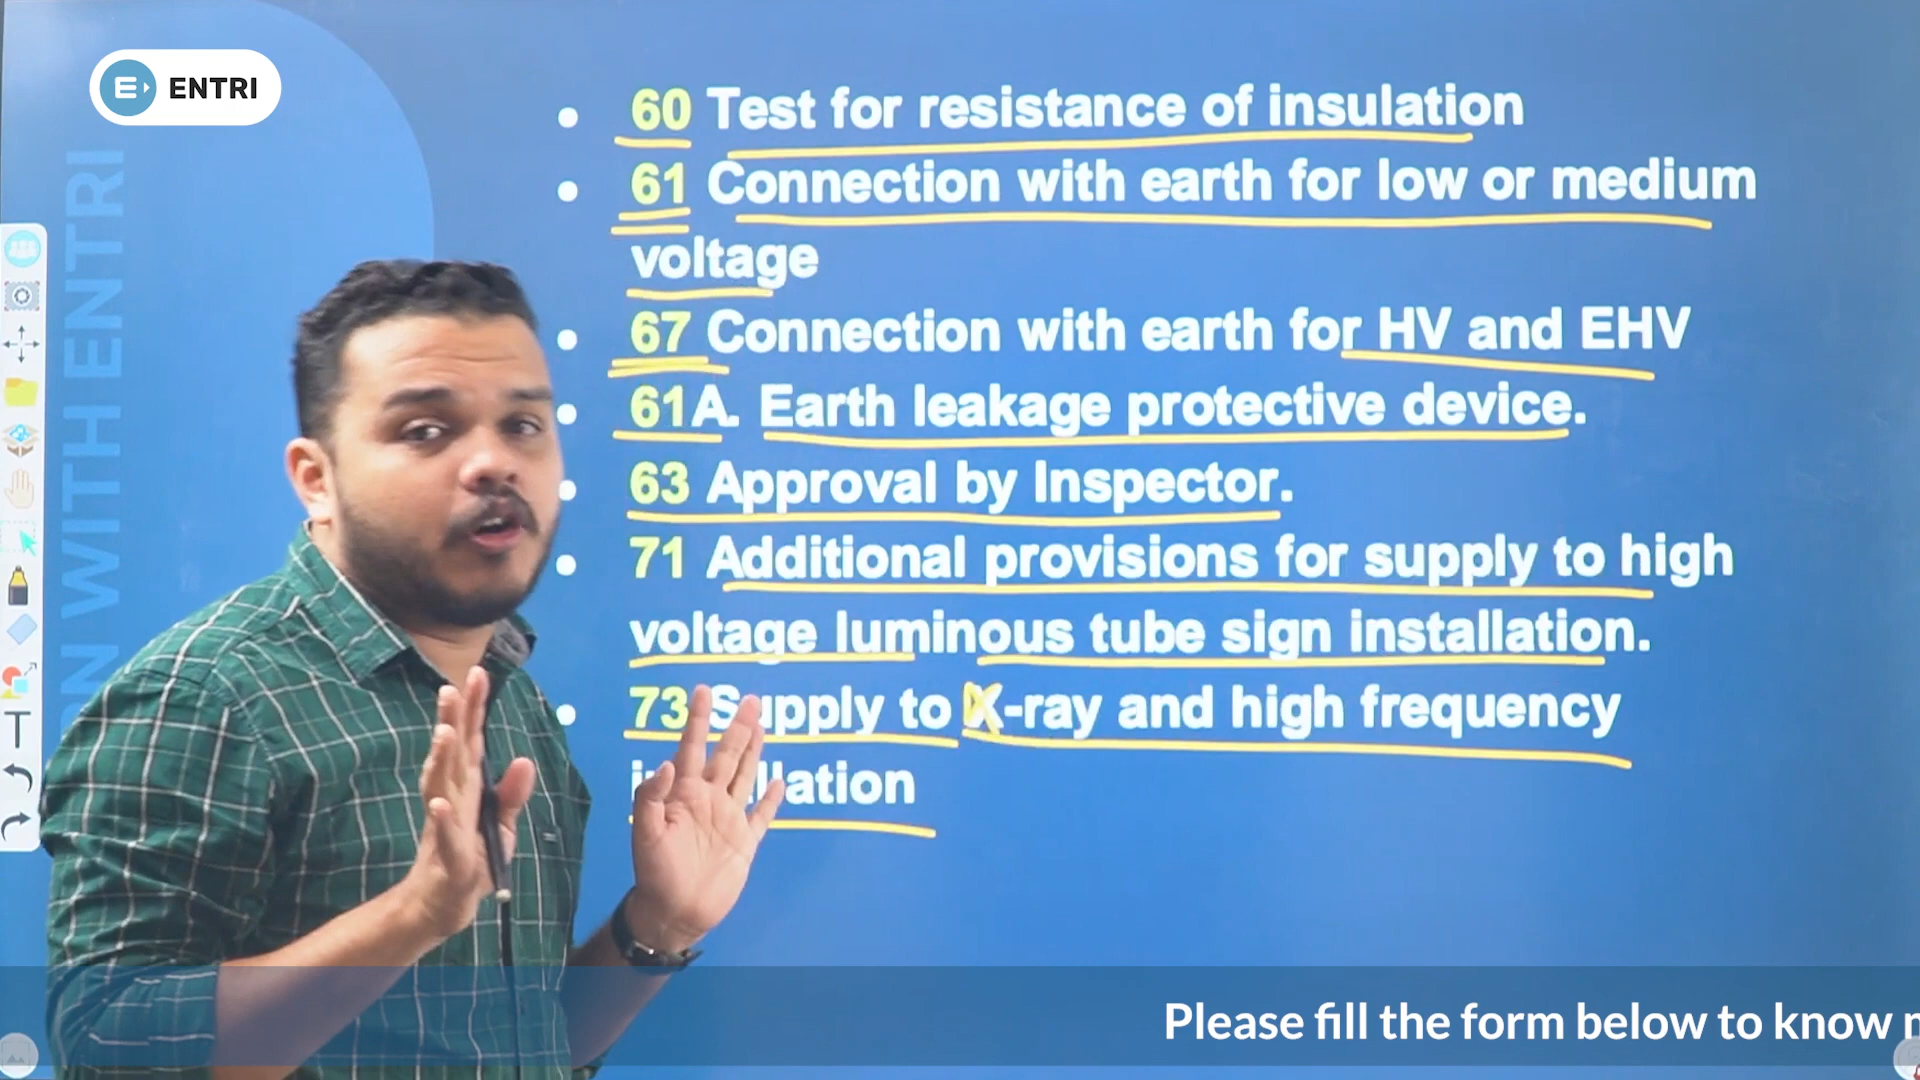 ENTRI
ON WITH ENTRI
60 Test for resistance of insulation
61 Connection with earth for low or medium
voltage
67 Connection with earth for HV and EHV
61A. Earth leakage protective device.
63 Approval by Inspector.
71 Additional provisions for supply to high
voltage luminous tube sign installation.
73 Supply to X-ray and high frequency
Please fill the form below to know